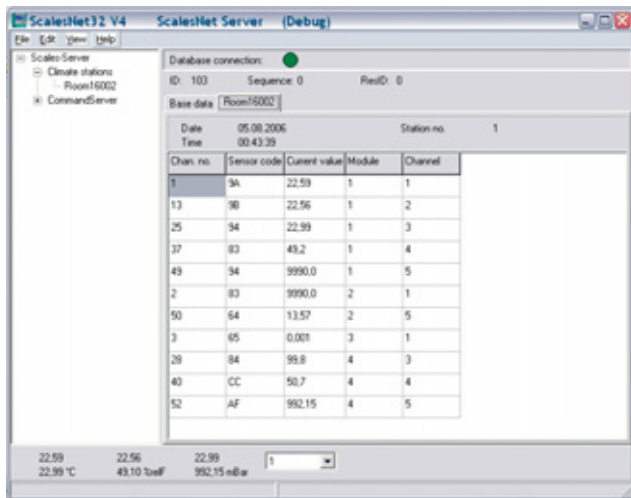 ScalesNet32 V4 ScalesNet Server (Debug)
File Edit View Help
Scales-Server
Climate stations
Room16002
CommandServer
Database connection:
ID: 103 Sequence: 0 ResID: 0
Base data Room16002
Date 05.08.2006 Station no. 1
Time 00:43:39
Chan. no. Sensor code Current value Module Channel
1 9A 22,59 1 1
13 9B 22,56 1 2
25 94 22,99 1 3
37 83 49,2 1 4
49 94 9990,0 1 5
2 83 9990,0 2 1
50 64 13,57 2 5
3 65 0,001 3 1
28 84 99,8 4 3
40 CC 50,7 4 4
52 AF 992,15 4 5
22,59 22,56 22,99 1
22,99 °C 49,10 %relF 992,15 mBar